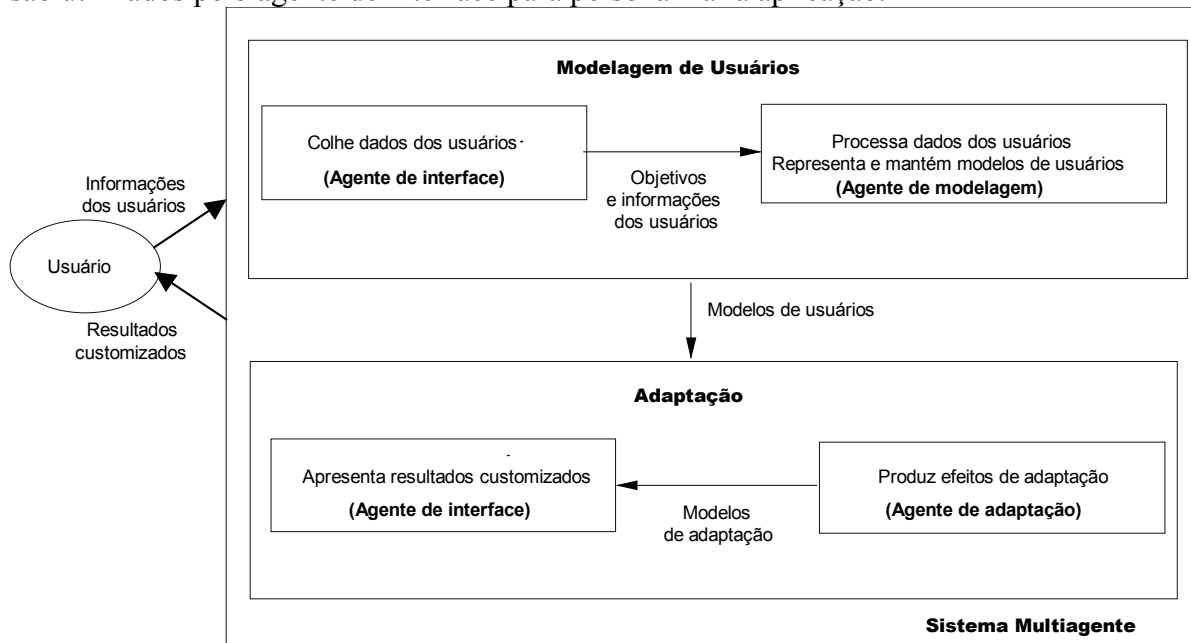 Modelagem de Usuários
Colhe dados dos usuários
(Agente de interface)
Objetivos
e informações
dos usuários
Processa dados dos usuários
Representa e mantém modelos de usuários
(Agente de modelagem)
Informações
dos usuários
Usuário
Resultados
customizados
Modelos de usuários
Adaptação
Apresenta resultados customizados
(Agente de interface)
Modelos
de adaptação
Produz efeitos de adaptação
(Agente de adaptação)
Sistema Multiagente